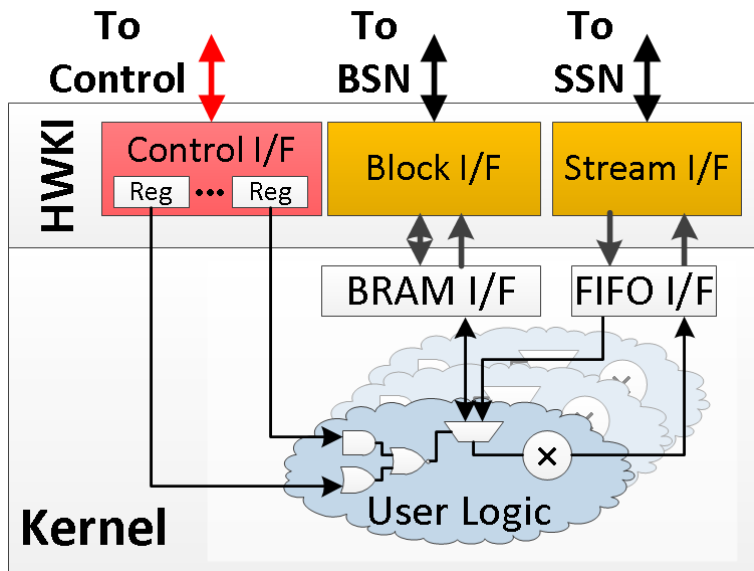 To Control
To BSN
To SSN
HWKI
Control I/F
Reg ... Reg
Block I/F
Stream I/F
BRAM I/F
FIFO I/F
×
User Logic
Kernel